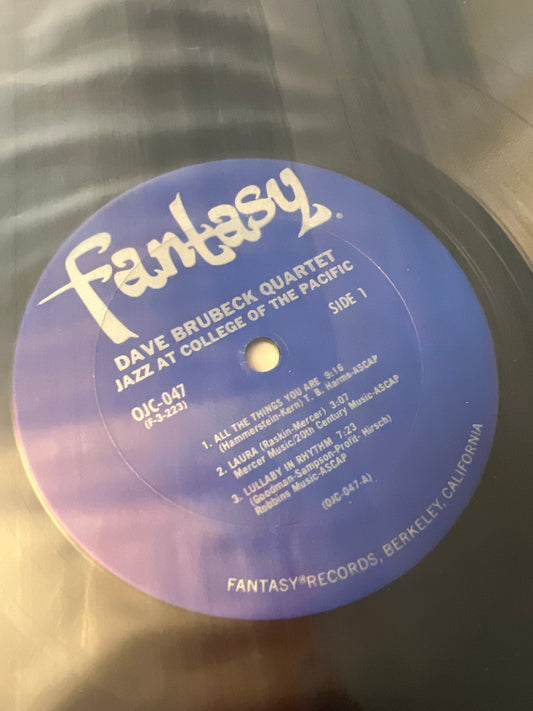 fantasy®
DAVE BRUBECK QUARTET
JAZZ AT COLLEGE OF THE PACIFIC
OJC-047
(F-3-223)
SIDE 1
1. ALL THE THINGS YOU ARE 9:16
(Hammerstein-Kern) T. B. Harms-ASCAP
2. LAURA (Raskin-Mercer) 3:07
Mercer Music/20th Century Music-ASCAP
3. LULLABY IN RHYTHM 7:23
(Goodman-Sampson-Profit- Hirsch)
Robbins Music-ASCAP
(OJC-047-A)
FANTASY® RECORDS, BERKELEY, CALIFORNIA